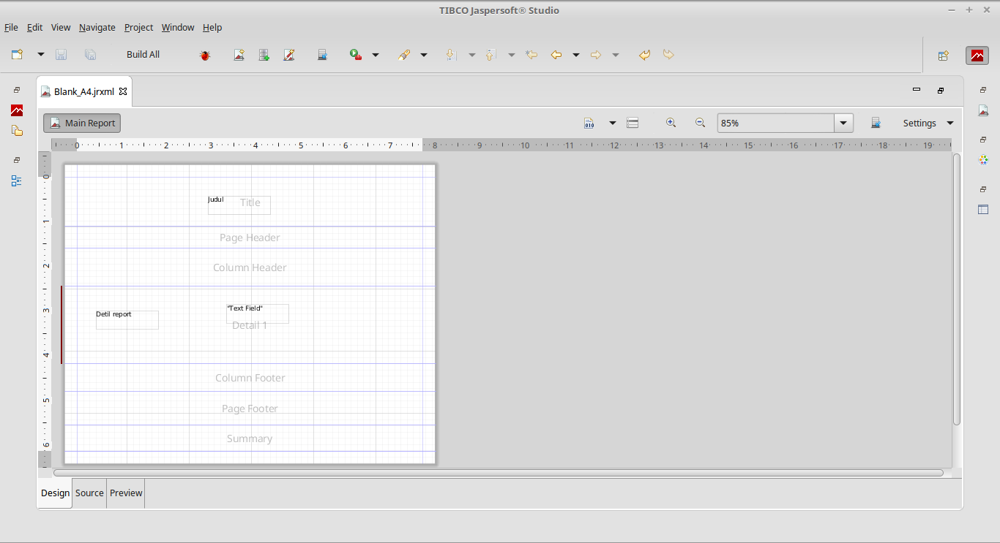 TIBCO Jaspersoft® Studio
File Edit View Navigate Project Window Help
Build All
Blank_A4.jrxml
Main Report 85% Settings
0 1 2 3 4 5 6 7 8 9 10 11 12 13 14 15 16 17 18 19
0
Judul Title
1
Page Header
2
Column Header
3
"Text Field"
Detil report
Detail 1
4
Column Footer
5
Page Footer
6
Summary
Design Source Preview